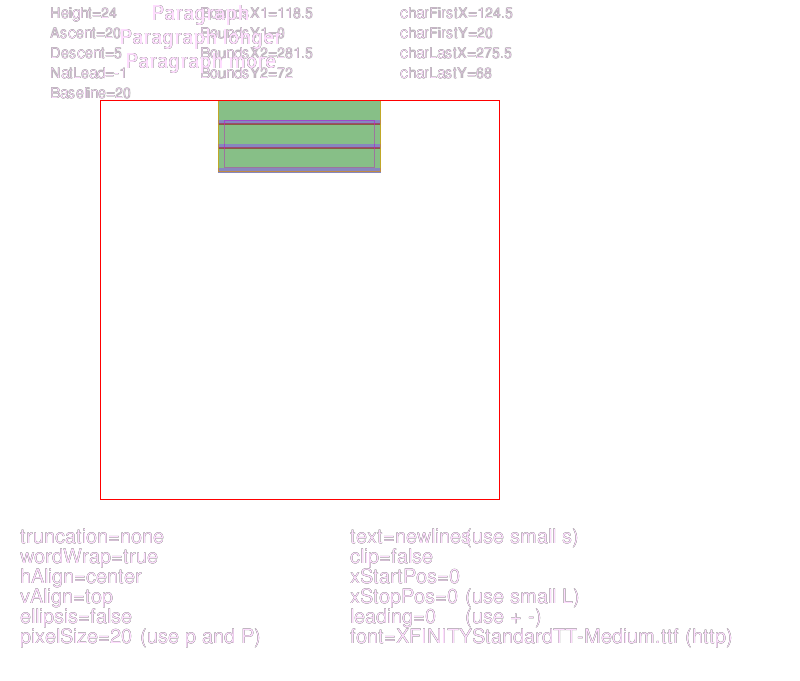 Height=24
Ascent=20
Descent=5
NatLead=-1
Baseline=20
Paragraph
Paragraph longer
Paragraph more
BoundsX1=118.5
BoundsY1=0
BoundsX2=281.5
BoundsY2=72
charFirstX=124.5
charFirstY=20
charLastX=275.5
charLastY=68
truncation=none
wordWrap=true
hAlign=center
vAlign=top
ellipsis=false
pixelSize=20 (use p and P)
text=newlines(use small s)
clip=false
xStartPos=0
xStopPos=0 (use small L)
leading=0 (use + -)
font=XFINITYStandardTT-Medium.ttf (http)